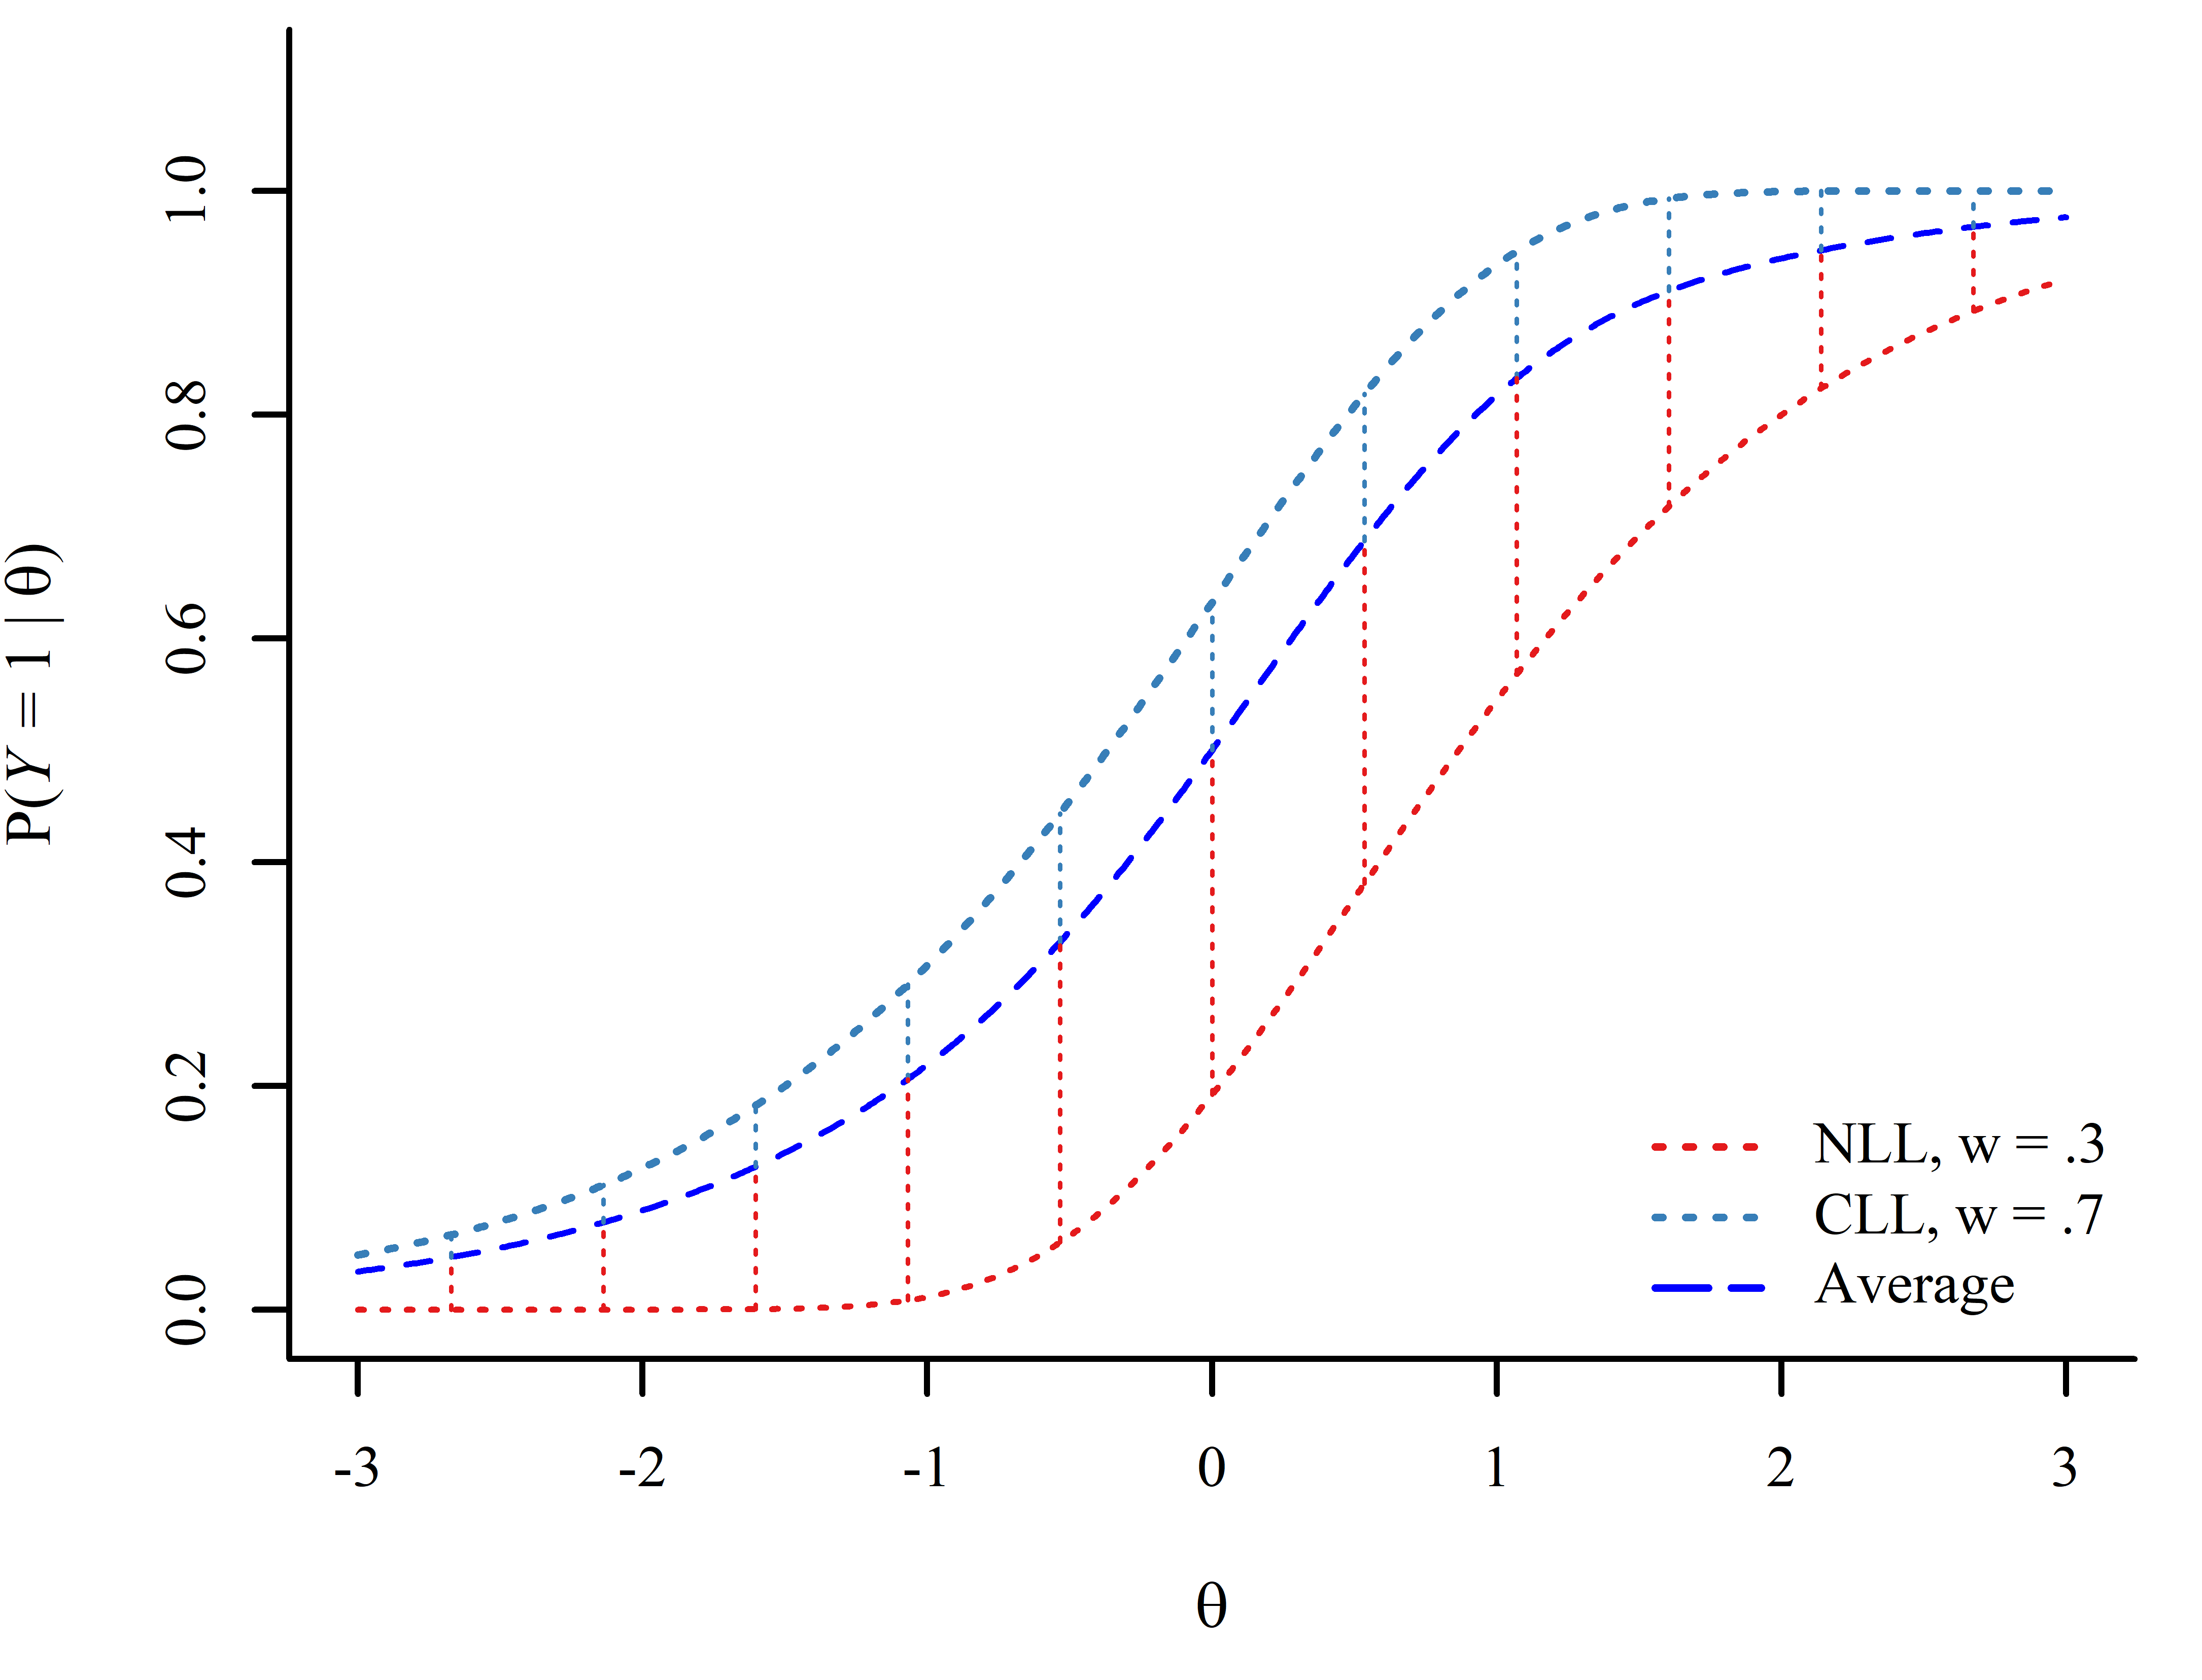 P(Y = 1 | θ)
1.0
0.8
0.6
0.4
0.2
0.0
NLL, w = .3
CLL, w = .7
Average
-3 -2 -1 0 1 2 3
θ